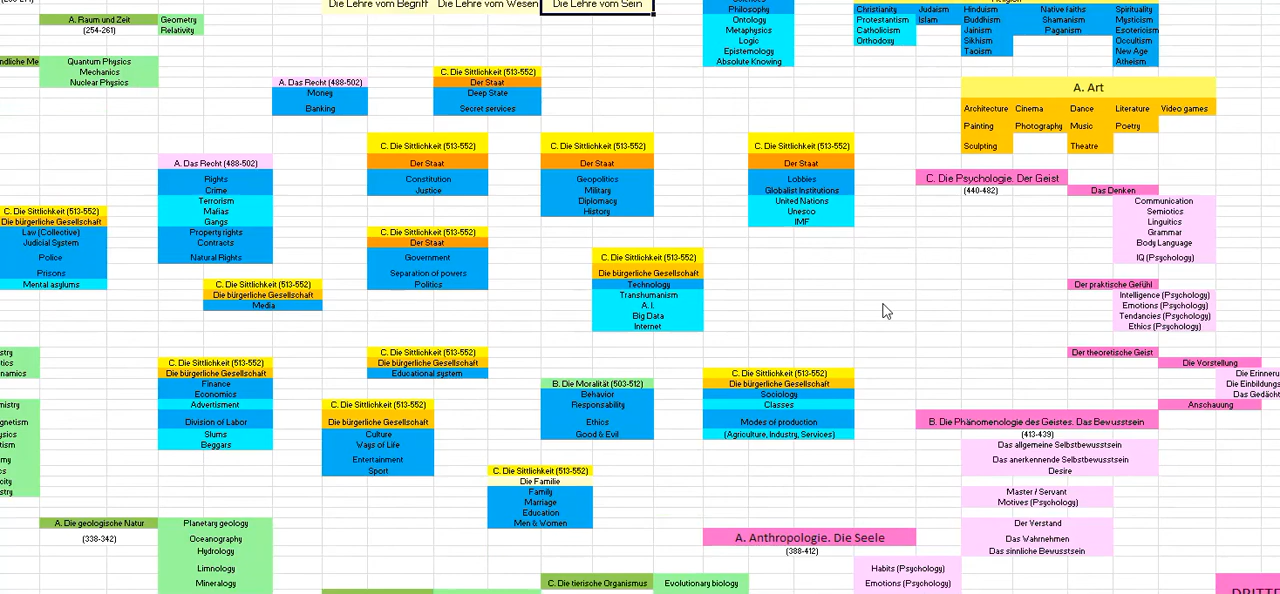 Die Lehre vom Begriff Die Lehre vom Wesen Die Lehre vom Sein
Philosophy
Ontology
Metaphysics
Logic
Epistemology
Absolute Knowing
Christianity Judaism Hinduism Native faiths Spirituality
Protestantism Islam Buddhism Shamanism Mysticism
Catholicism Jainism Paganism Esotericism
Orthodoxy Sikhism Occultism
Taoism New Age
Atheism
A. Raum und Zeit Geometry
(254-261) Relativity
Quantum Physics
Mechanics
Nuclear Physics
A. Das Recht (488-502)
Money
Banking
C. Die Sittlichkeit (513-552)
Der Staat
Deep State
Secret services
A. Art
Architecture Cinema Dance Literature Video games
Painting Photography Music Poetry
Sculpting Theatre
A. Das Recht (488-502)
Rights
Crime
Terrorism
Mafias
Gangs
Property rights
Contracts
Natural Rights
C. Die Sittlichkeit (513-552)
Der Staat
Constitution
Justice
C. Die Sittlichkeit (513-552)
Der Staat
Geopolitics
Military
Diplomacy
History
C. Die Sittlichkeit (513-552)
Der Staat
Lobbies
Globalist Institutions
United Nations
Unesco
IMF
C. Die Psychologie. Der Geist
(440-482)
Das Denken
Communication
Semiotics
Linguitics
Grammar
Body Language
IQ (Psychology)
C. Die Sittlichkeit (513-552)
Die bürgerliche Gesellschaft
Law (Collective)
Judicial System
Police
Prisons
Mental asylums
C. Die Sittlichkeit (513-552)
Der Staat
Government
Separation of powers
Politics
C. Die Sittlichkeit (513-552)
Die bürgerliche Gesellschaft
Technology
Transhumanism
A.I.
Big Data
Internet
C. Die Sittlichkeit (513-552)
Die bürgerliche Gesellschaft
Media
Der praktische Gefühl
Intelligence (Psychology)
Emotions (Psychology)
Tendancies (Psychology)
Ethics (Psychology)
Der theoretische Geist
Die Vorstellung
Anschauung
C. Die Sittlichkeit (513-552)
Die bürgerliche Gesellschaft
Finance
Economics
Advertisment
Division of Labor
Slums
Beggars
C. Die Sittlichkeit (513-552)
Die bürgerliche Gesellschaft
Educational system
C. Die Sittlichkeit (513-552)
Die bürgerliche Gesellschaft
Culture
Ways of Life
Entertainment
Sport
B. Die Moralität (503-512)
Behavior
Responsability
Ethics
Good & Evil
C. Die Sittlichkeit (513-552)
Die bürgerliche Gesellschaft
Sociology
Classes
Modes of production
(Agriculture, Industry, Services)
B. Die Phänomenologie des Geistes. Das Bewusstsein
(413-439)
Das allgemeine Selbstbewusstsein
Das anerkennende Selbstbewusstsein
Desire
Master / Servant
Motives (Psychology)
Der Verstand
Das Wahrnehmen
Das sinnliche Bewusstsein
C. Die Sittlichkeit (513-552)
Die Familie
Family
Marriage
Education
Men & Women
A. Die geologische Natur
(338-342)
Planetary geology
Oceanography
Hydrology
Limnology
Mineralogy
A. Anthropologie. Die Seele
(388-412)
Habits (Psychology)
Emotions (Psychology)
C. Die tierische Organismus Evolutionary biology